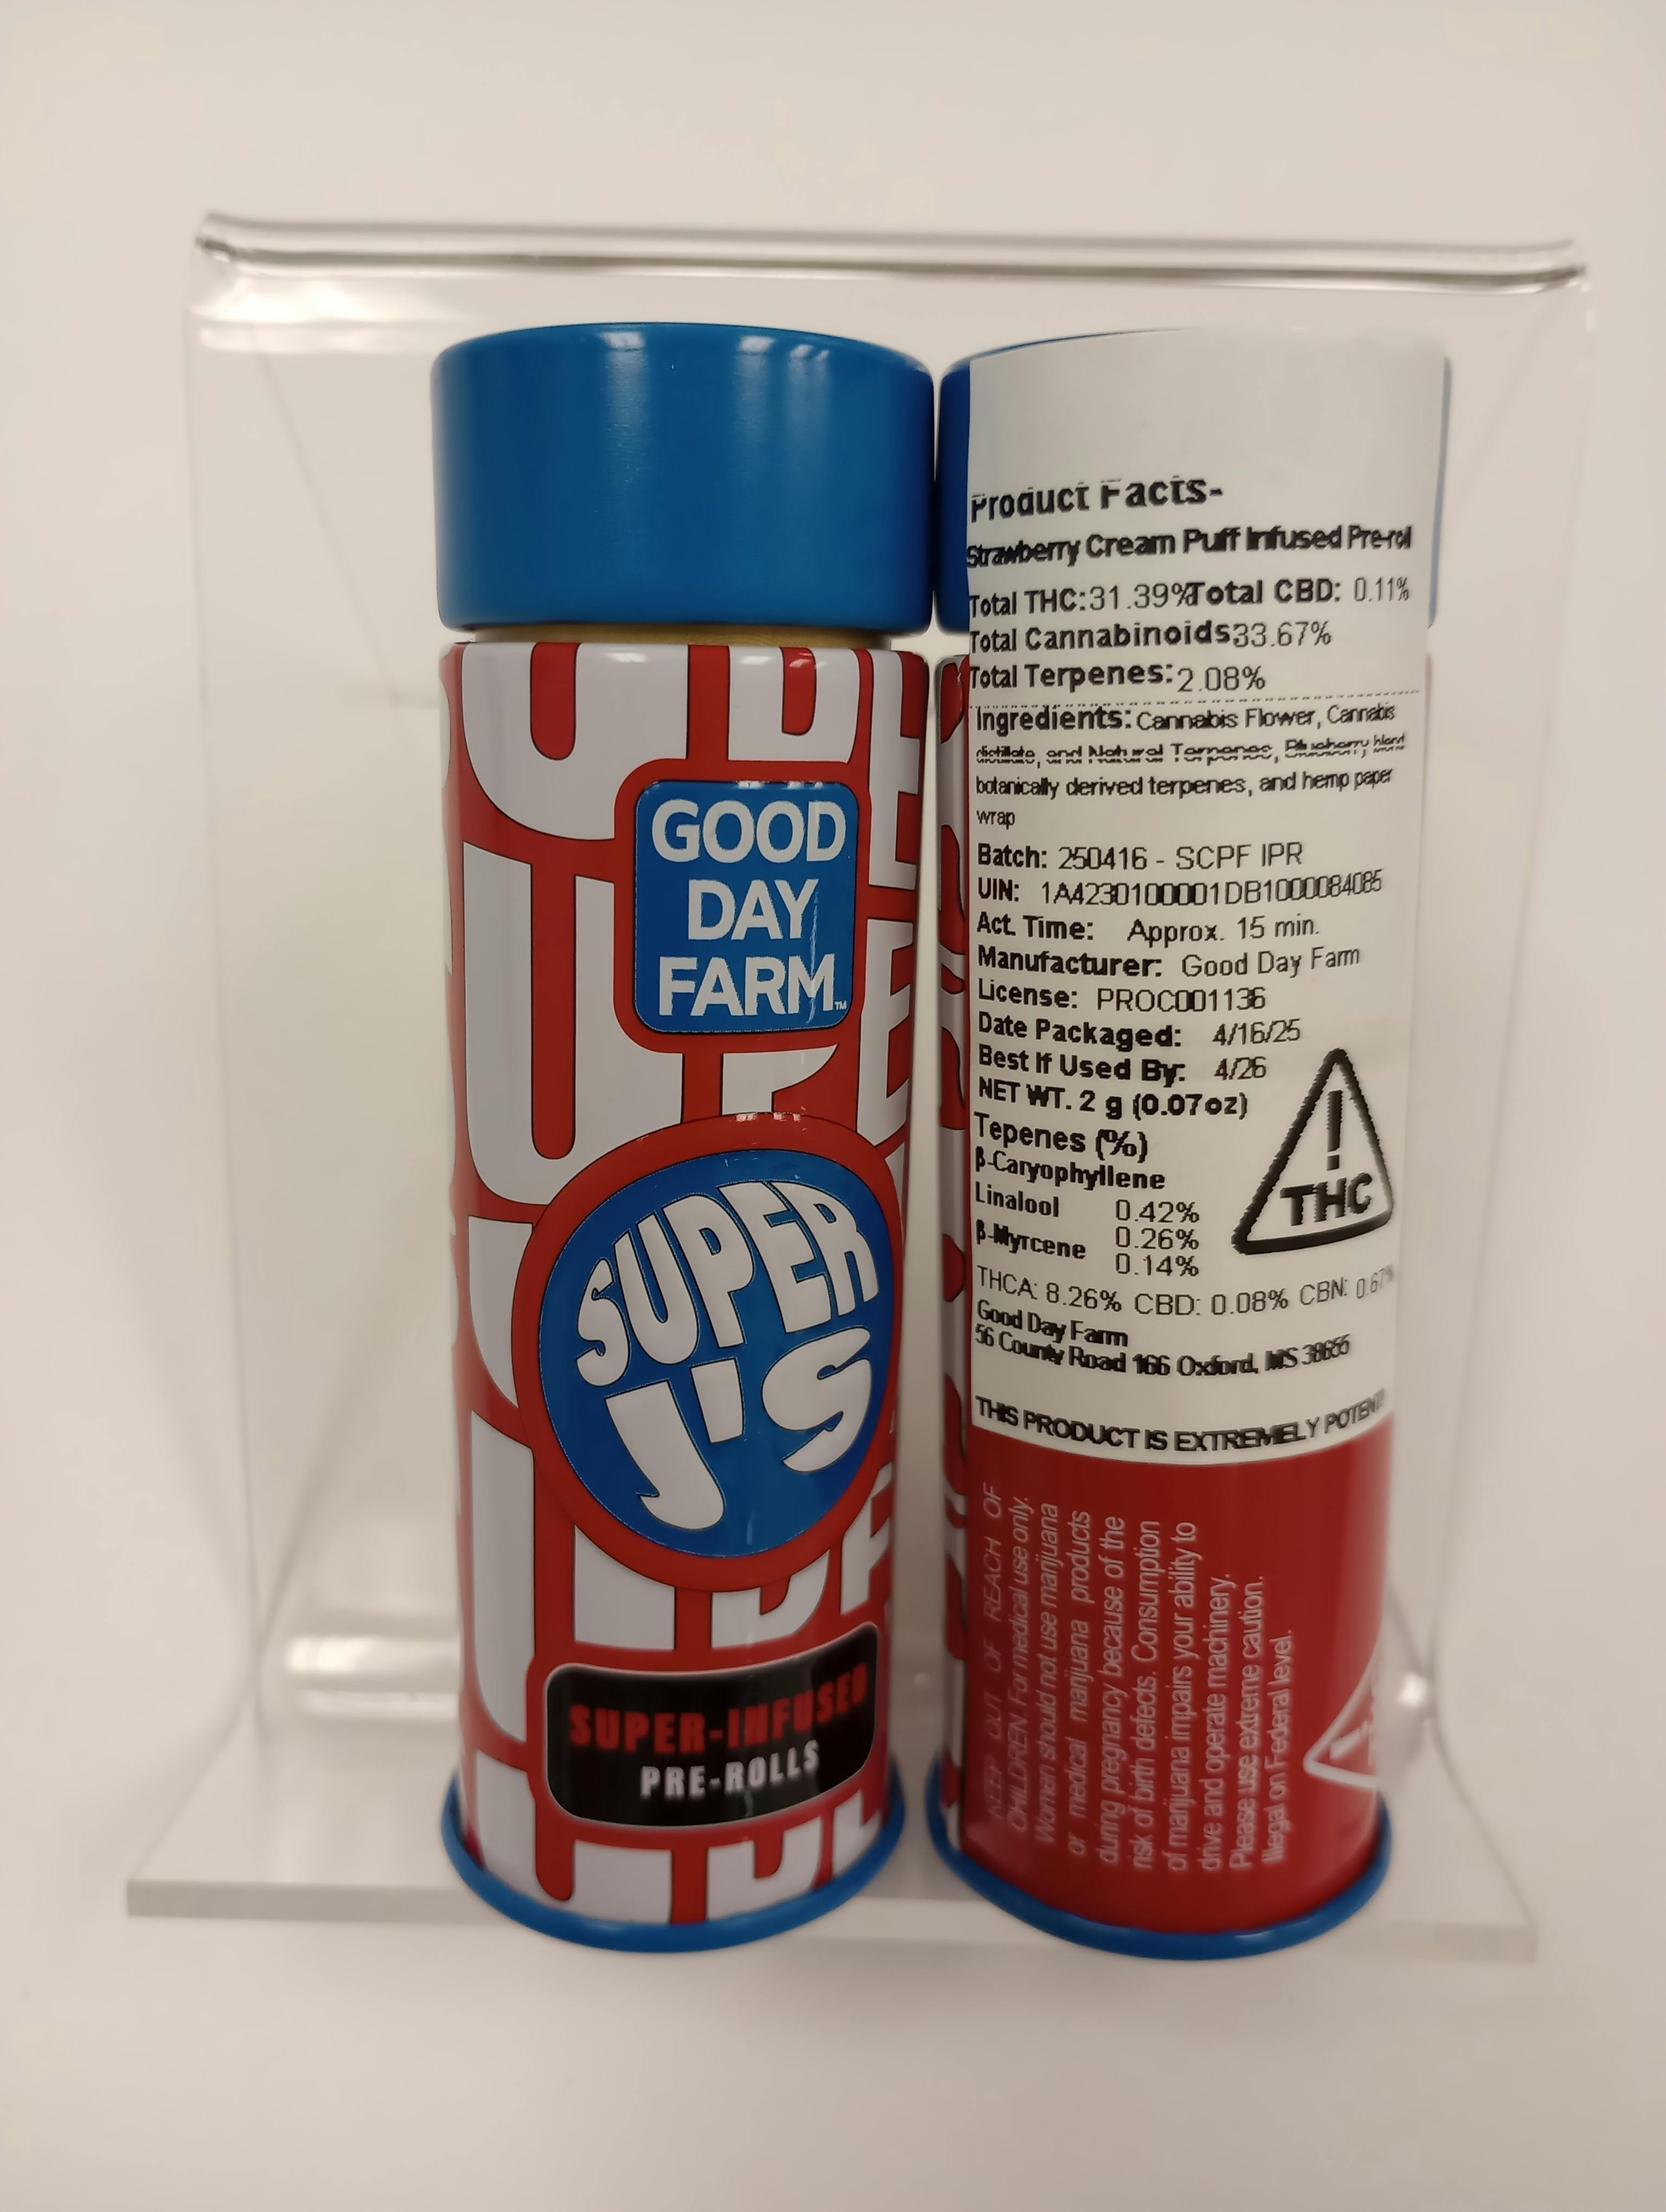 GOOD
DAY
FARM™
SUPER
J'S
SUPER-INFUSED
PRE-ROLLS
Product Facts-
Strawberry Cream Puff Infused Pre-rol
Total THC:31.39% Total CBD: 0.11%
Total Cannabinoids33.67%
Total Terpenes: 2.08%
Ingredients: Cannabis Flower, Cannabis
distillate, and Natural Terpenes, Blueberry blend
botanically derived terpenes, and hemp paper
wrap
Batch: 250416 - SCPF IPR
UIN: 1A4230100001DB1000084085
Act. Time: Approx. 15 min.
Manufacturer: Good Day Farm
License: PROC001136
Date Packaged: 4/16/25
Best If Used By: 4/26
NET WT. 2 g (0.07oz)
Tepenes (%)
β-Caryophyllene
Linalool 0.42%
0.26%
β-Myrcene 0.14%
!
THC
THCA: 8.26% CBD: 0.08% CBN: 0.67%
Good Day Farm
56 County Road 166 Oxford, MS 38655
THIS PRODUCT IS EXTREMELY POTENT
KEEP OUT OF REACH OF
CHILDREN. For medical use only.
Women should not use marijuana
or medical marijuana products
during pregnancy because of the
risk of birth defects. Consumption
of marijuana impairs your ability to
drive and operate machinery.
Please use extreme caution.
Illegal on Federal level.